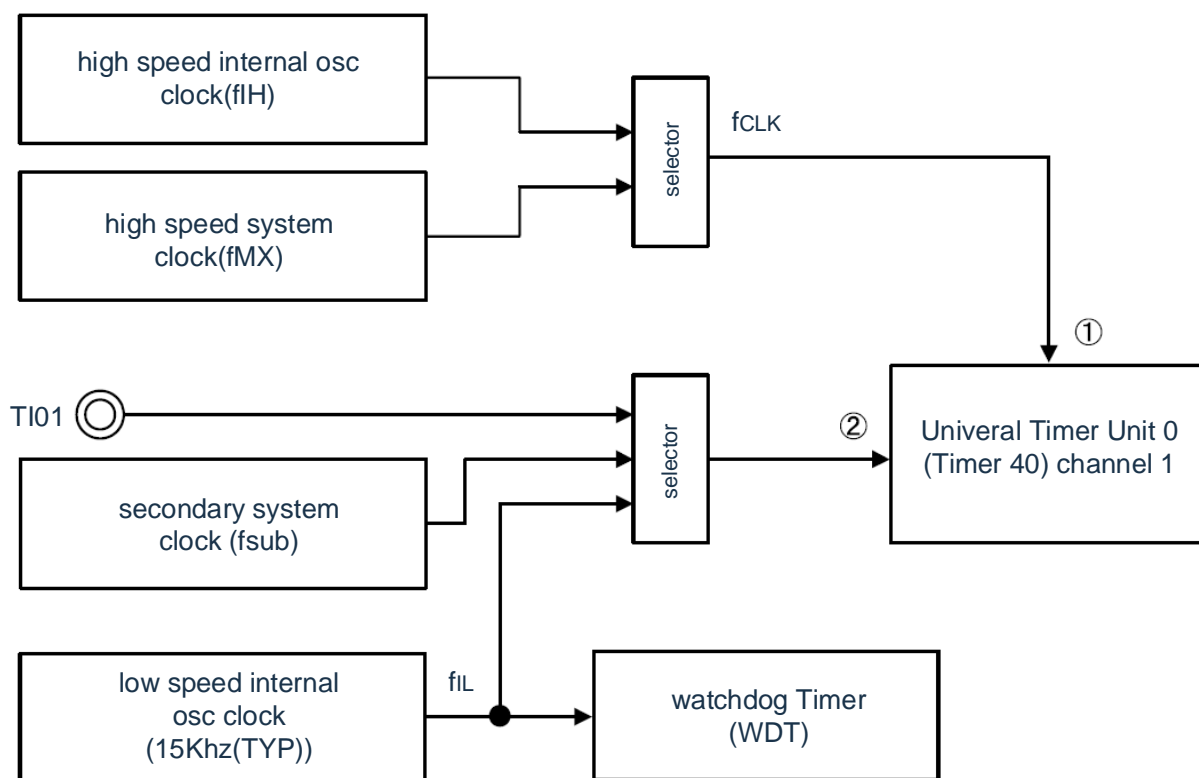 high speed internal osc
clock(fIH)
selector
fCLK
high speed system
clock(fMX)
①
TI01
②
Univeral Timer Unit 0
(Timer 40) channel 1
selector
secondary system
clock (fsub)
low speed internal
osc clock
(15Khz(TYP))
fIL
watchdog Timer
(WDT)